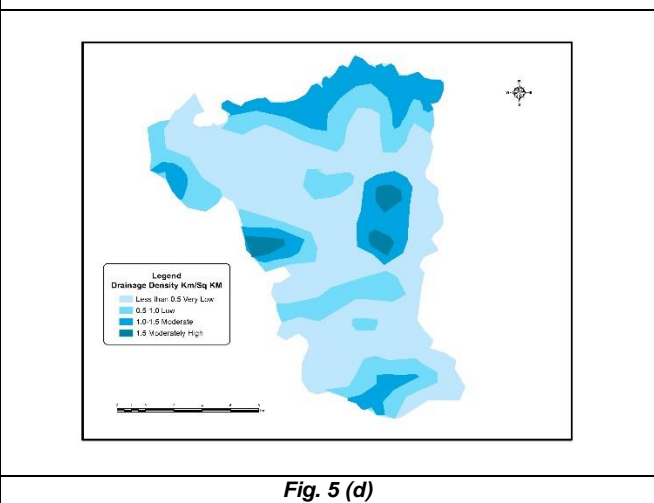 Legend
Drainage Density Km/Sq KM
Less than 0.5 Very Low
0.5 1.0 Low
1.0-1.5 Moderate
1.5 Moderately High
Fig. 5 (d)